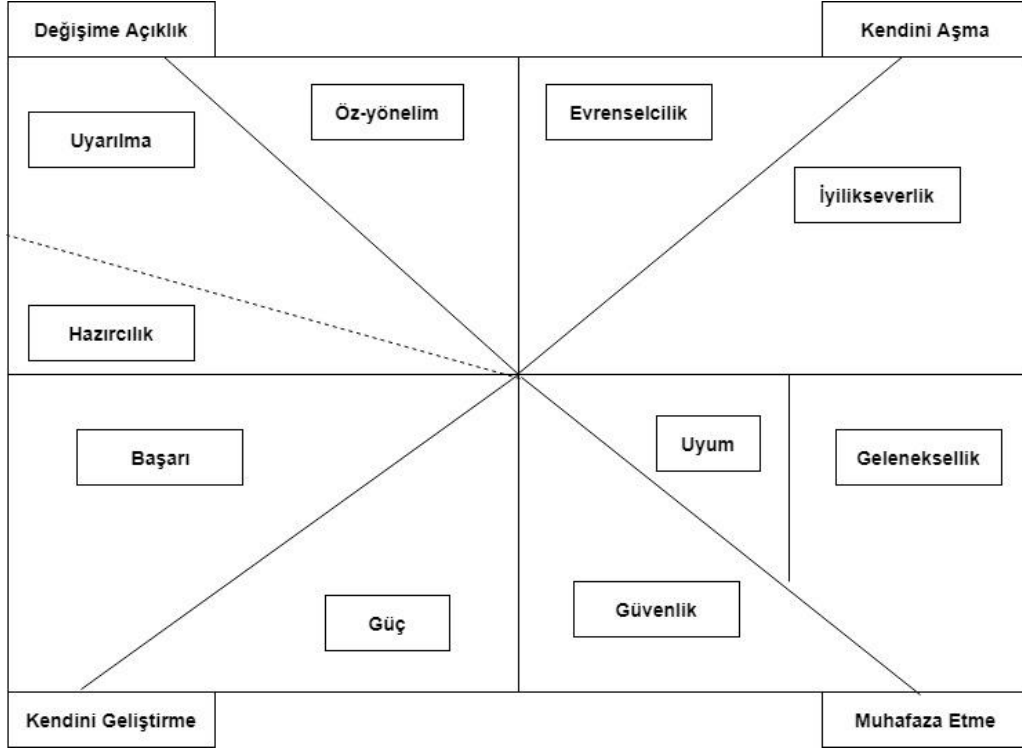 Değişime Açıklık
Kendini Aşma
Öz-yönelim
Evrenselcilik
Uyarılma
İyilikseverlik
Hazırcılık
Başarı
Uyum
Geleneksellik
Güç
Güvenlik
Kendini Geliştirme
Muhafaza Etme